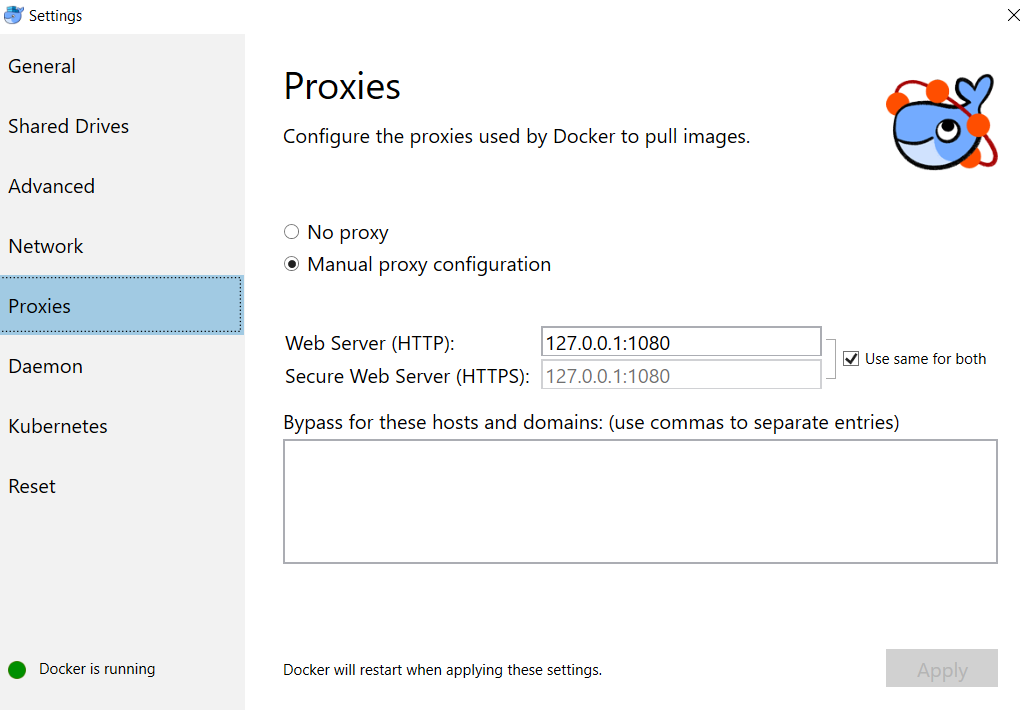 Settings
General
Shared Drives
Advanced
Network
Proxies
Daemon
Kubernetes
Reset
Docker is running
Proxies
Configure the proxies used by Docker to pull images.
No proxy
Manual proxy configuration
Web Server (HTTP): 127.0.0.1:1080
Secure Web Server (HTTPS): 127.0.0.1:1080
Use same for both
Bypass for these hosts and domains: (use commas to separate entries)
Docker will restart when applying these settings.
Apply